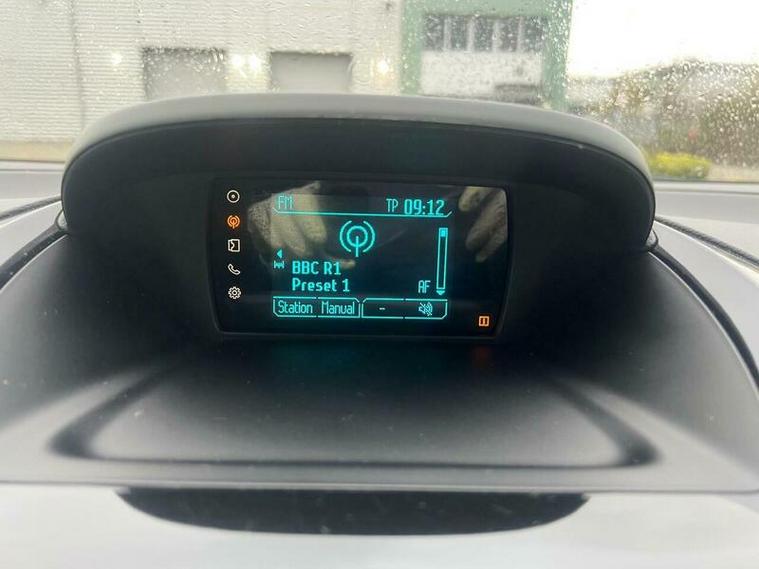 FM TP 09:12
BBC R1
Preset 1 AF
Station Manual -